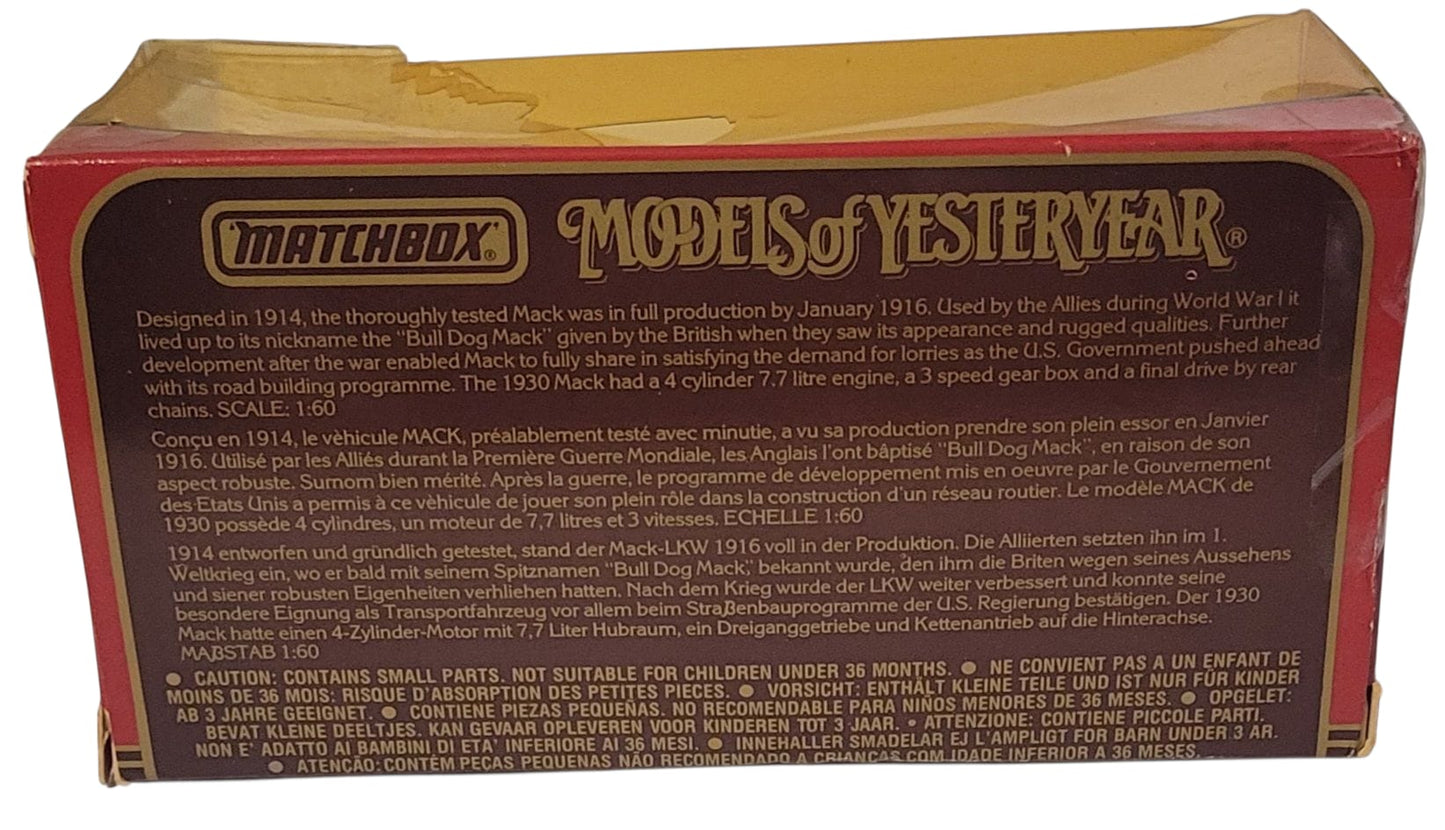 MATCHBOX® MODELS of YESTERYEAR®
Designed in 1914, the thoroughly tested Mack was in full production by January 1916. Used by the Allies during World War I it
lived up to its nickname the "Bull Dog Mack" given by the British when they saw its appearance and rugged qualities. Further
development after the war enabled Mack to fully share in satisfying the demand for lorries as the U.S. Government pushed ahead
with its road building programme. The 1930 Mack had a 4 cylinder 7.7 litre engine, a 3 speed gear box and a final drive by rear
chains. SCALE: 1:60
Conçu en 1914, le vèhicule MACK, préalablement testé avec minutie, a vu sa production prendre son plein essor en Janvier
1916. Utilisé par les Alliés durant la Première Guerre Mondiale, les Anglais l'ont bâptisé "Bull Dog Mack", en raison de son
aspect robuste. Surnom bien mérité. Après la guerre, le programme de développement mis en oeuvre par le Gouvernement
des Etats Unis a permis à ce vèhicule de jouer son plein rôle dans la construction d'un réseau routier. Le modèle MACK de
1930 possède 4 cylindres, un moteur de 7,7 litres et 3 vitesses. ECHELLE 1:60
1914 entworfen und gründlich getestet, stand der Mack-LKW 1916 voll in der Produktion. Die Alliierten setzten ihn im 1.
Weltkrieg ein, wo er bald mit seinem Spitznamen "Bull Dog Mack," bekannt wurde, den ihm die Briten wegen seines Aussehens
und siener robusten Eigenheiten verhliehen hatten. Nach dem Krieg wurde der LKW weiter verbessert und konnte seine
besondere Eignung als Transportfahrzeug vor allem beim Straßenbauprogramme der U.S. Regierung bestätigen. Der 1930
Mack hatte einen 4-Zylinder-Motor mit 7,7 Liter Hubraum, ein Dreiganggetriebe und Kettenantrieb auf die Hinterachse.
MAßSTAB 1:60
● CAUTION: CONTAINS SMALL PARTS. NOT SUITABLE FOR CHILDREN UNDER 36 MONTHS. ● NE CONVIENT PAS A UN ENFANT DE
MOINS DE 36 MOIS: RISQUE D'ABSORPTION DES PETITES PIECES. ● VORSICHT: ENTHÄLT KLEINE TEILE UND IST NUR FÜR KINDER
AB 3 JAHRE GEEIGNET. ● CONTIENE PIEZAS PEQUEÑAS. NO RECOMENDABLE PARA NIÑOS MENORES DE 36 MESES. ● OPGELET:
BEVAT KLEINE DEELTJES. KAN GEVAAR OPLEVEREN VOOR KINDEREN TOT 3 JAAR. • ATTENZIONE: CONTIENE PICCOLE PARTI.
NON E' ADATTO AI BAMBINI DI ETA' INFERIORE AI 36 MESI. ● INNEHALLER SMADELAR EJ LAMPLIGT FOR BARN UNDER 3 AR.
● ATENÇÃO: CONTÉM PEÇAS PEQUENAS NÃO RECOMENDADO A CRIANÇAS COM IDADE INFERIOR A 36 MESES.